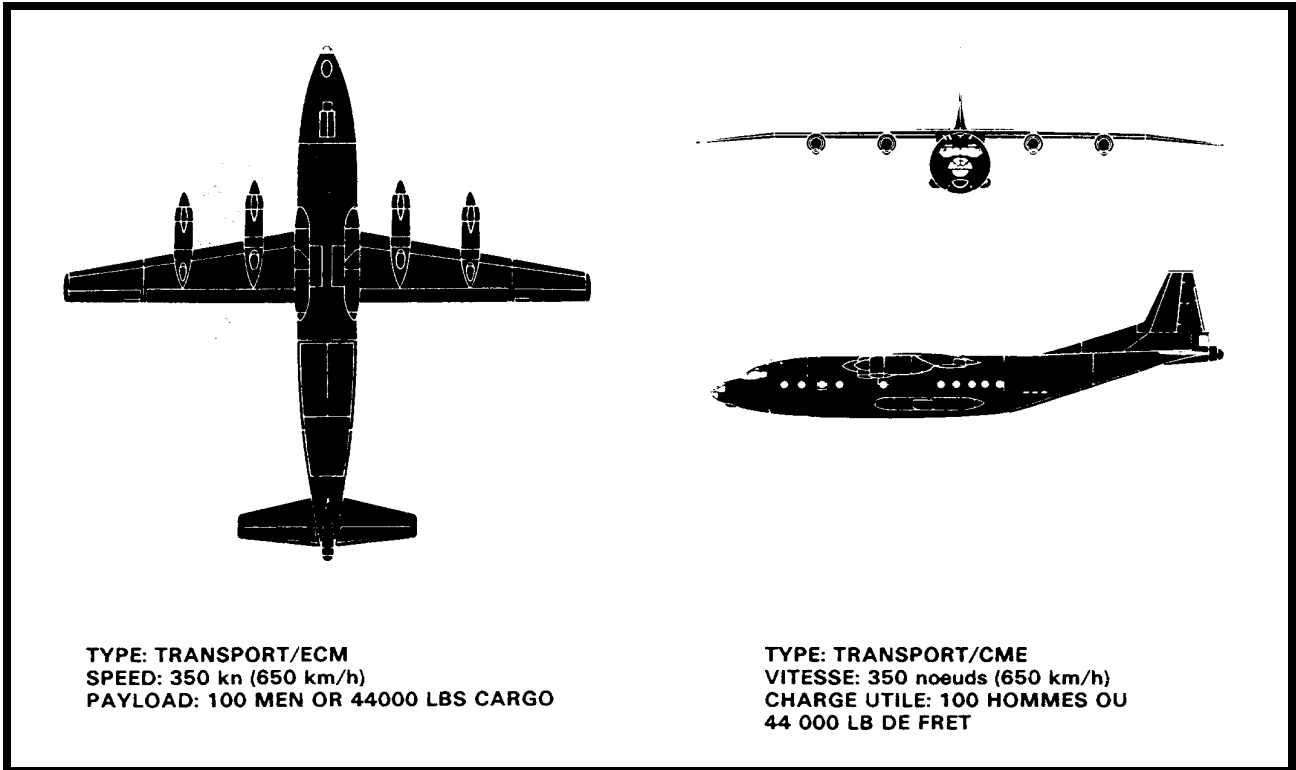 TYPE: TRANSPORT/ECM
SPEED: 350 kn (650 km/h)
PAYLOAD: 100 MEN OR 44000 LBS CARGO
TYPE: TRANSPORT/CME
VITESSE: 350 noeuds (650 km/h)
CHARGE UTILE: 100 HOMMES OU
44 000 LB DE FRET